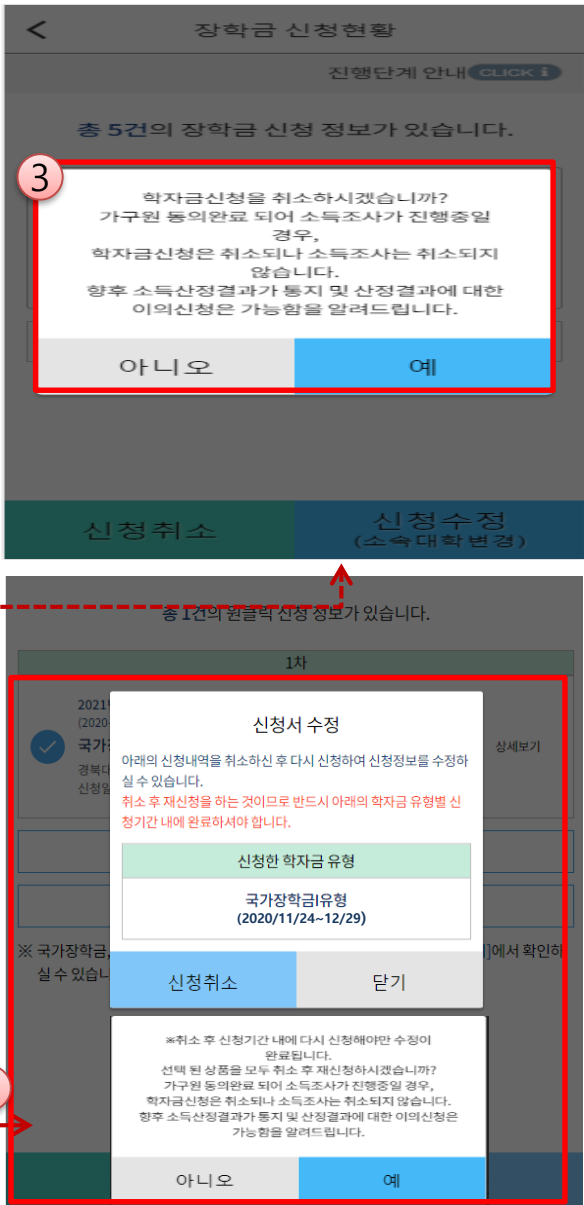 장학금 신청현황
진행단계 안내 CLICK i
총 5건의 장학금 신청 정보가 있습니다.
3
학자금신청을 취소하시겠습니까?
가구원 동의완료 되어 소득조사가 진행중일
경우,
학자금신청은 취소되나 소득조사는 취소되지
않습니다.
향후 소득산정결과가 통지 및 산정결과에 대한
이의신청은 가능함을 알려드립니다.
아니오 예
신청취소 신청수정
(소속대학변경)
총 1건의 원클릭 신청 정보가 있습니다.
1차
2021
(2020
국가
경북대
신청일
상세보기
신청서 수정
아래의 신청내역을 취소하신 후 다시 신청하여 신청정보를 수정하
실 수 있습니다.
취소 후 재신청을 하는 것이므로 반드시 아래의 학자금 유형별 신
청기간 내에 완료하셔야 합니다.
신청한 학자금 유형
국가장학금I유형
(2020/11/24~12/29)
※ 국가장학금, ]에서 확인하
실 수 있습니
신청취소 닫기
※취소 후 신청기간 내에 다시 신청해야만 수정이
완료됩니다.
선택 된 상품을 모두 취소 후 재신청하시겠습니까?
가구원 동의완료 되어 소득조사가 진행중일 경우,
학자금신청은 취소되나 소득조사는 취소되지 않습니다.
향후 소득산정결과가 통지 및 산정결과에 대한 이의신청은
가능함을 알려드립니다.
아니오 예